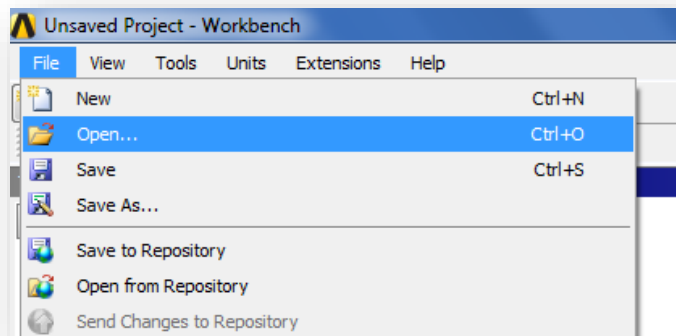 Unsaved Project - Workbench
File View Tools Units Extensions Help
New Ctrl+N
Open... Ctrl+O
Save Ctrl+S
Save As...
Save to Repository
Open from Repository
Send Changes to Repository